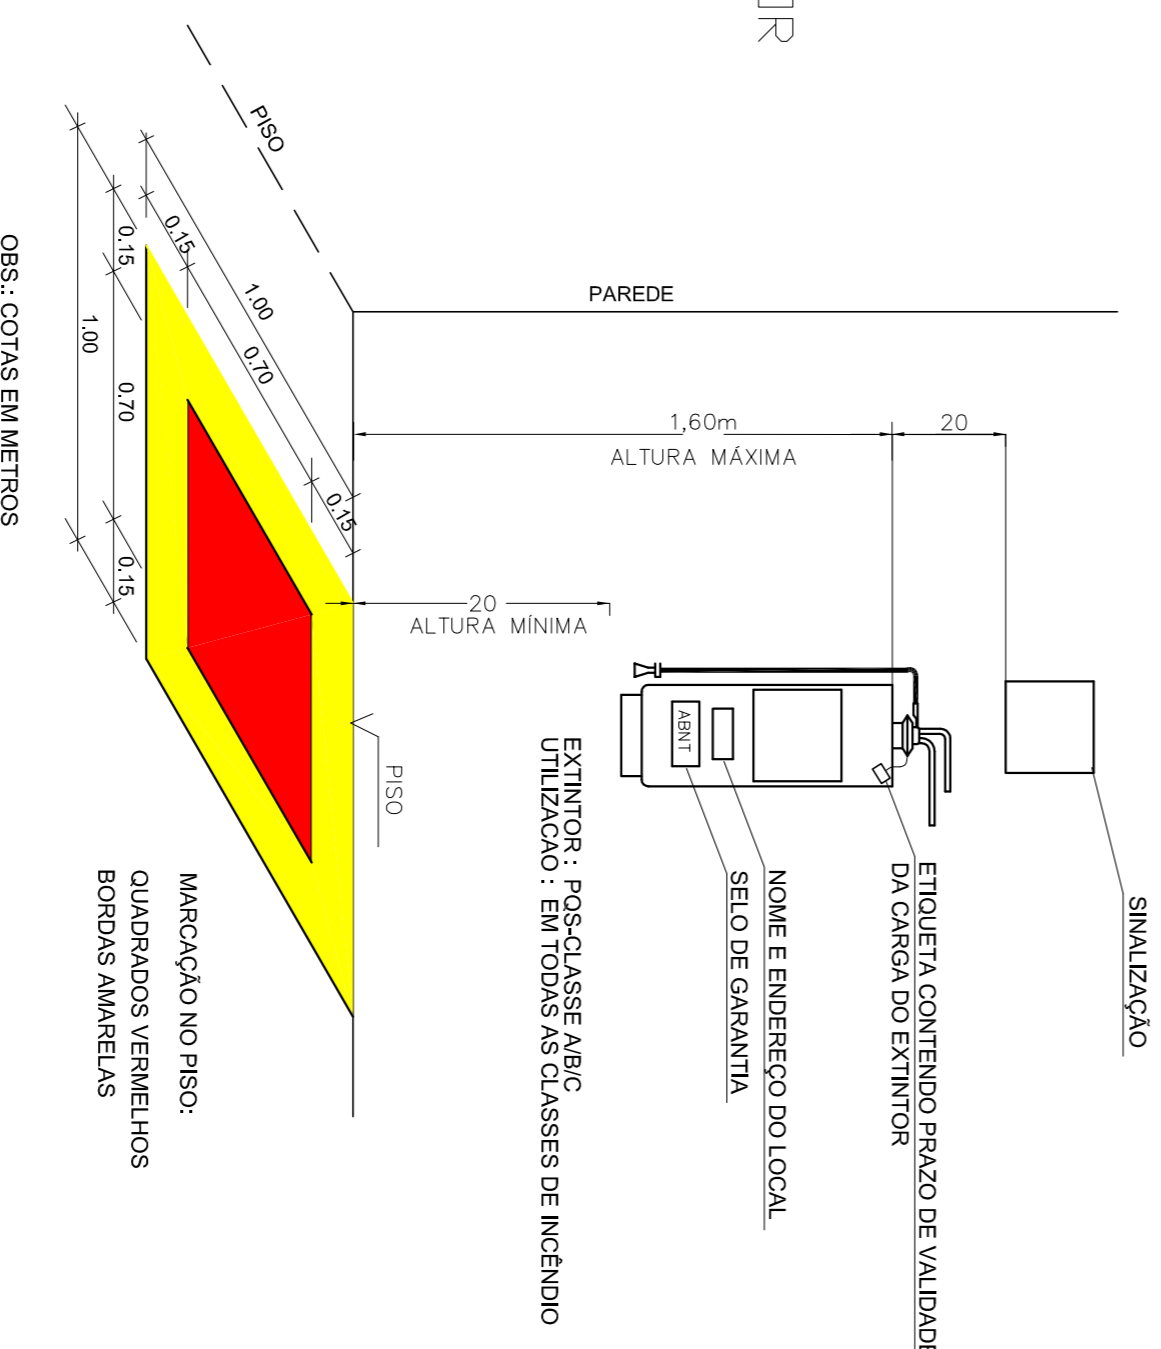 OR
SINALIZAÇÃO
ETIQUETA CONTENDO PRAZO DE VALIDADE
DA CARGA DO EXTINTOR
20
1,60m
ALTURA MÁXIMA
PAREDE
NOME E ENDEREÇO DO LOCAL
SELO DE GARANTIA
ABNT
EXTINTOR : PQS-CLASSE A/B/C
UTILIZACAO : EM TODAS AS CLASSES DE INCÊNDIO
20
ALTURA MÍNIMA
PISO
PISO
1.00
0.15
0.70
0.15
0.15
0.70
0.15
1.00
MARCAÇÃO NO PISO:
QUADRADOS VERMELHOS
BORDAS AMARELAS
OBS.: COTAS EM METROS